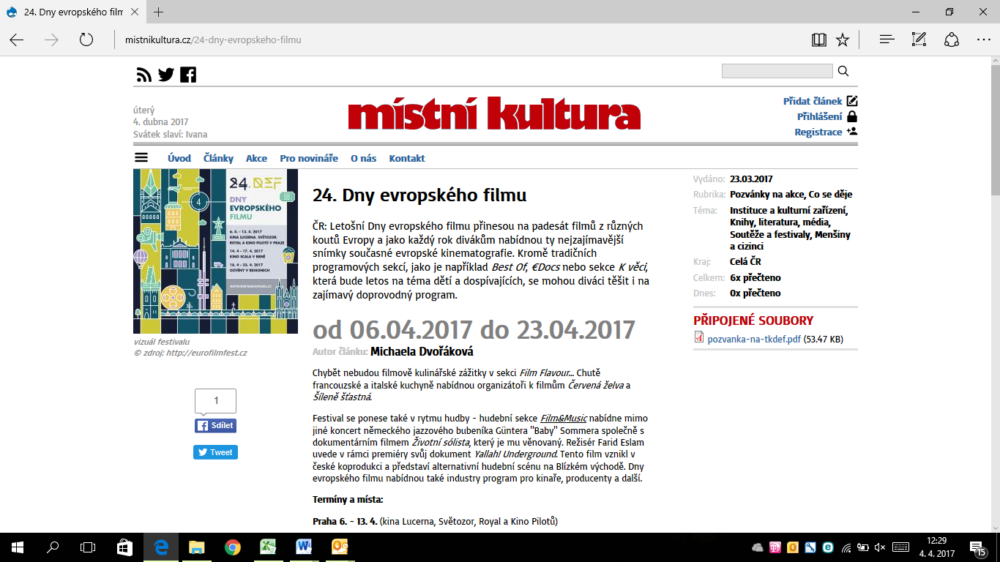 24. Dny evropského film
mistnikultura.cz/24-dny-evropskeho-filmu
úterý
4. dubna 2017
Svátek slaví: Ivana
místní kultura
Přidat článek
Přihlášení
Registrace
Úvod Články Akce Pro novináře O nás Kontakt
24. DEF
DNY
EVROPSKÉHO
FILMU
6. 4. - 13. 4. 2017
KINA LUCERNA, SVĚTOZOR,
ROYAL A KINO PILOTŮ V PRAZE
14. 4. - 17. 4. 2017
KINO SCALA V BRNĚ
18. 4. - 23. 4. 2017
OZVĚNY V REGIONECH
4
vizuál festivalu
© zdroj: http://eurofilmfest.cz
1
Sdílet
Tweet
24. Dny evropského filmu
ČR: Letošní Dny evropského filmu přinesou na padesát filmů z různých
koutů Evropy a jako každý rok divákům nabídnou ty nejzajímavější
snímky současné evropské kinematografie. Kromě tradičních
programových sekcí, jako je například Best Of, €Docs nebo sekce K věci,
která bude letos na téma dětí a dospívajících, se mohou diváci těšit i na
zajímavý doprovodný program.
od 06.04.2017 do 23.04.2017
Autor článku: Michaela Dvořáková
Chybět nebudou filmově kulinářské zážitky v sekci Film Flavour... Chutě
francouzské a italské kuchyně nabídnou organizátoři k filmům Červená želva a
Šíleně šťastná.
Festival se ponese také v rytmu hudby - hudební sekce Film&Music nabídne mimo
jiné koncert německého jazzového bubeníka Güntera "Baby" Sommera společně s
dokumentárním filmem Životní sólista, který je mu věnovaný. Režisér Farid Eslam
uvede v rámci premiéry svůj dokument Yallah! Underground. Tento film vznikl v
české koprodukci a představí alternativní hudební scénu na Blízkém východě. Dny
evropského filmu nabídnou také industry program pro kinaře, producenty a další.
Termíny a místa:
Praha 6. - 13. 4. (kina Lucerna, Světozor, Royal a Kino Pilotů)
Vydáno: 23.03.2017
Rubrika: Pozvánky na akce, Co se děje
Téma: Instituce a kulturní zařízení,
Knihy, literatura, média,
Soutěže a festivaly, Menšiny
a cizinci
Kraj: Celá ČR
Celkem: 6x přečteno
Dnes: 0x přečteno
PŘIPOJENÉ SOUBORY
pozvanka-na-tkdef.pdf (53.47 KB)
12:29
4. 4. 2017
15